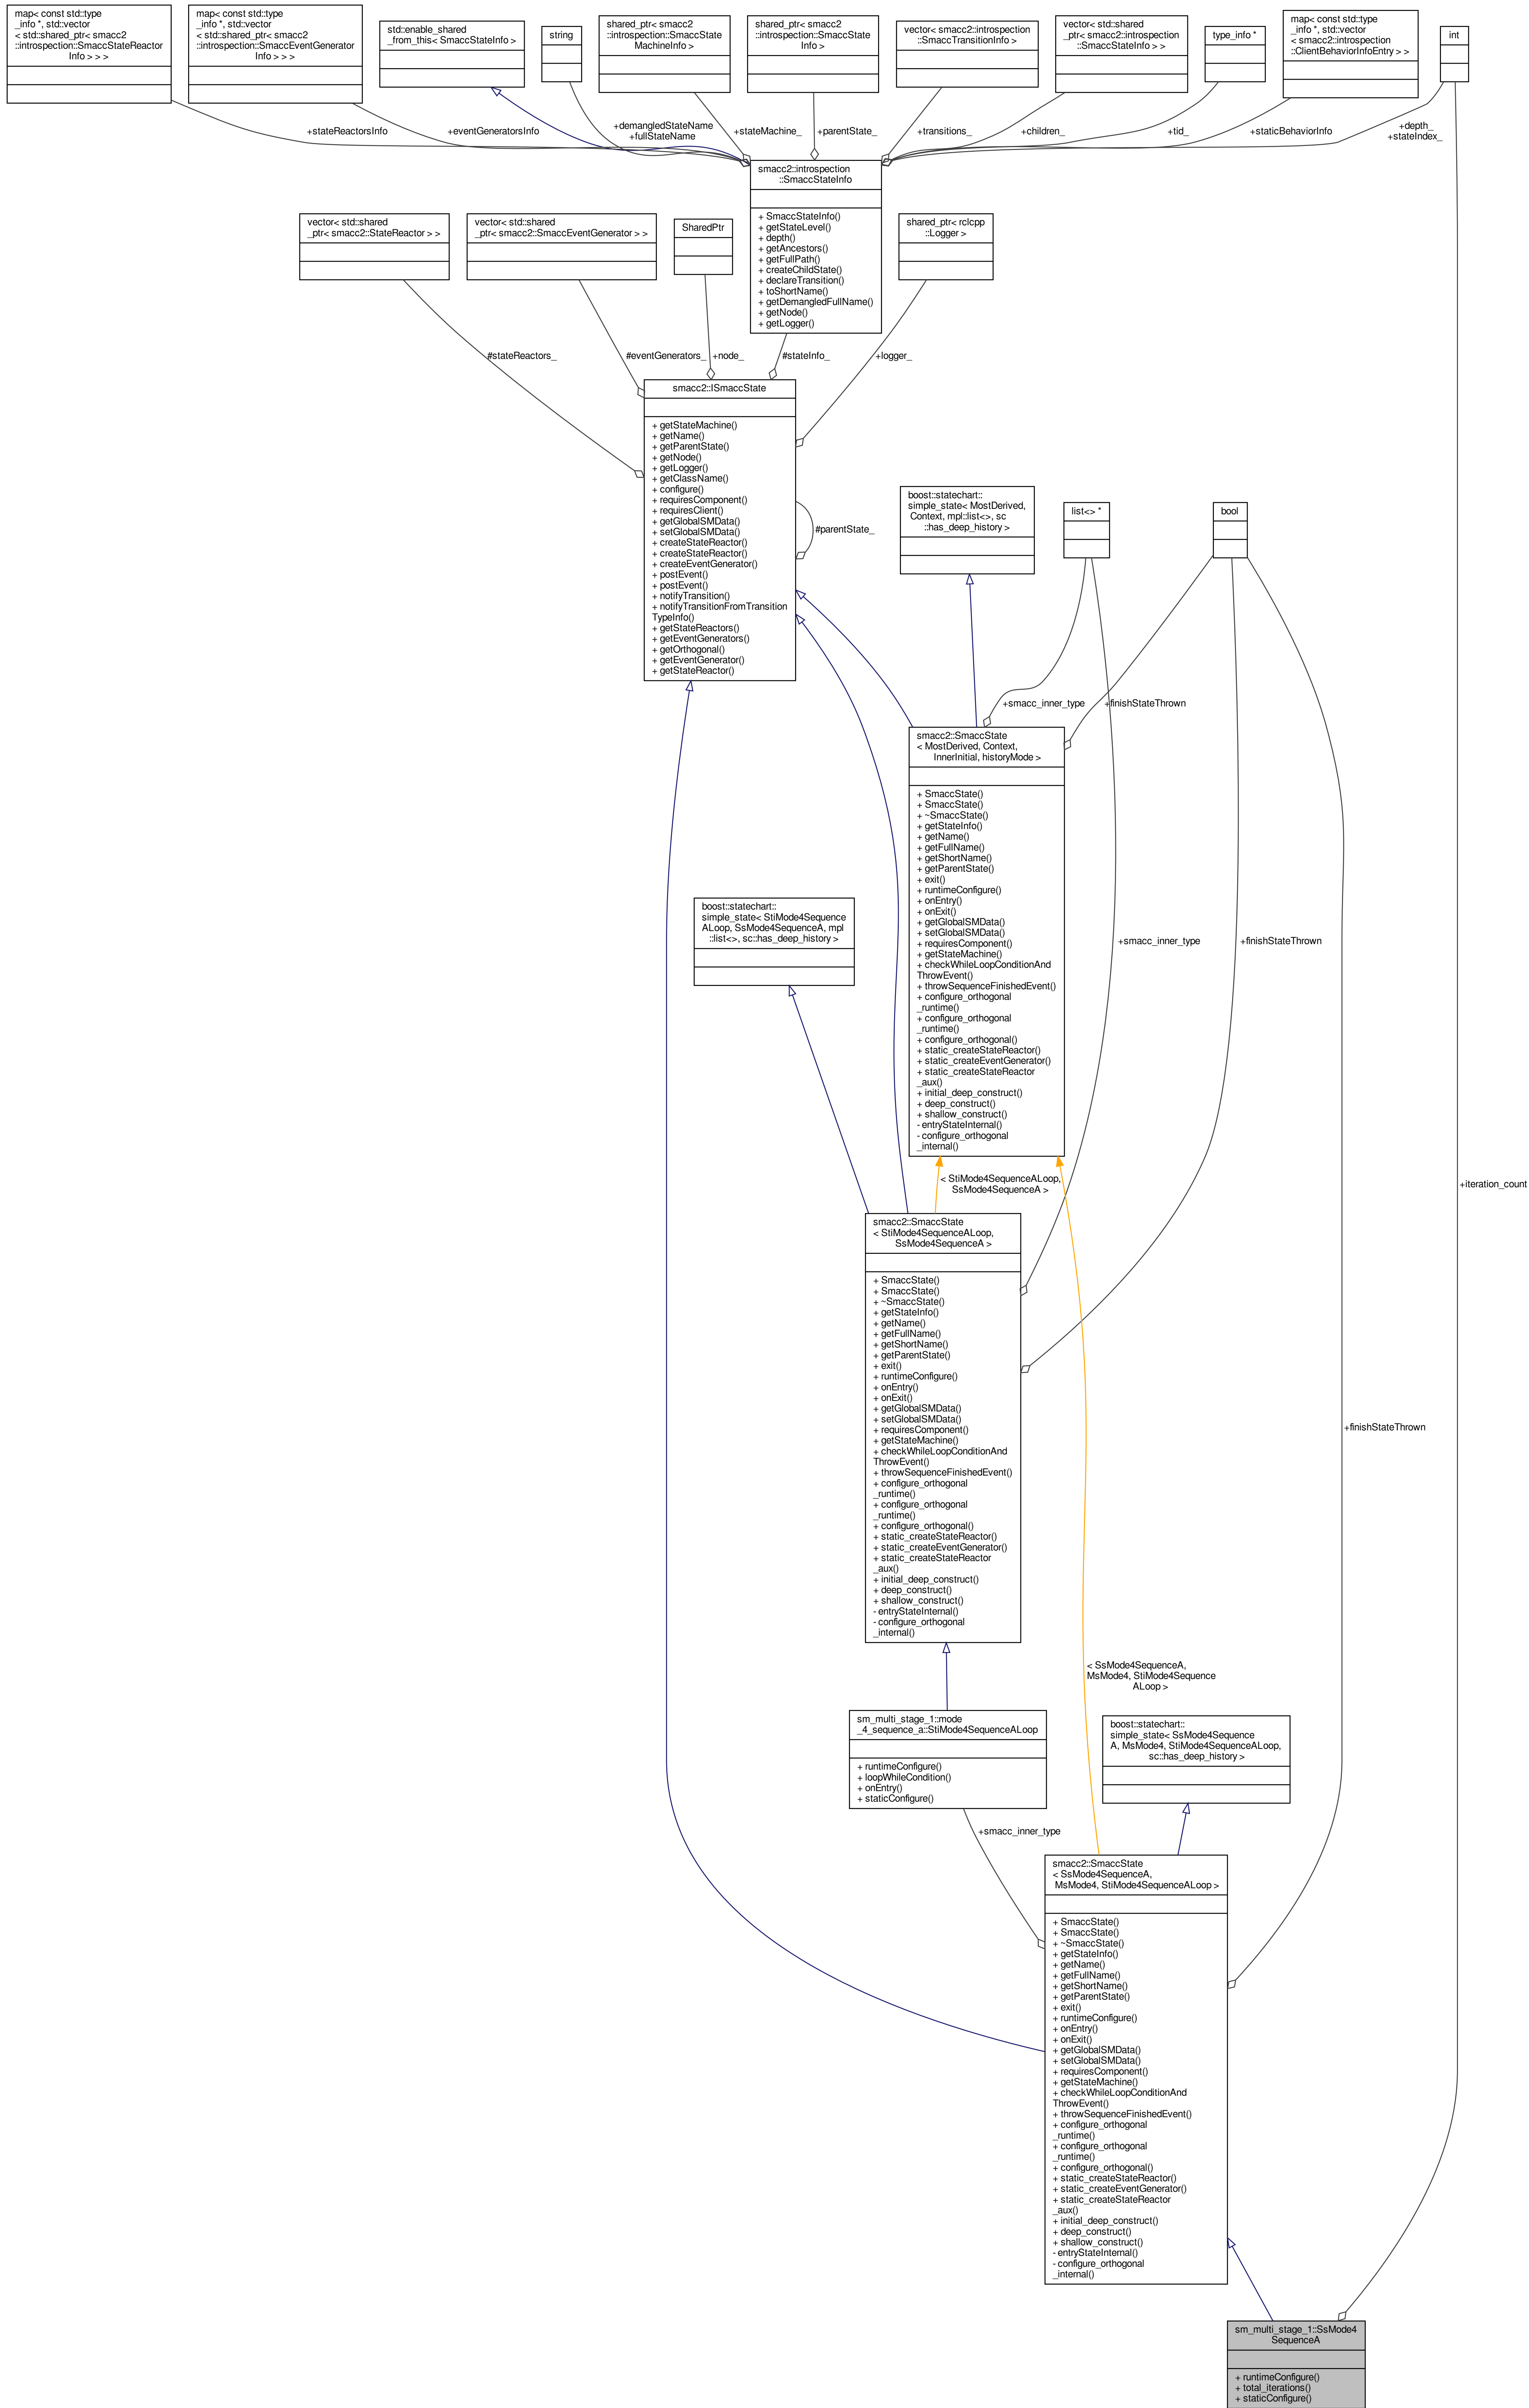 map< const std::type
_info *, std::vector
< std::shared_ptr< smacc2
::introspection::SmaccStateReactor
Info > > >
map< const std::type
_info *, std::vector
< std::shared_ptr< smacc2
::introspection::SmaccEventGenerator
Info > > >
std::enable_shared
_from_this< SmaccStateInfo >
string
shared_ptr< smacc2
::introspection::SmaccState
MachineInfo >
shared_ptr< smacc2
::introspection::SmaccState
Info >
vector< smacc2::introspection
::SmaccTransitionInfo >
vector< std::shared
_ptr< smacc2::introspection
::SmaccStateInfo > >
type_info *
map< const std::type
_info *, std::vector
< smacc2::introspection
::ClientBehaviorInfoEntry > >
int
+stateReactorsInfo
+eventGeneratorsInfo
+demangledStateName
+fullStateName
+stateMachine_
+parentState_
+transitions_
+children_
+tid_
+staticBehaviorInfo
+depth_
+stateIndex_
smacc2::introspection
::SmaccStateInfo
+ SmaccStateInfo()
+ getStateLevel()
+ depth()
+ getAncestors()
+ getFullPath()
+ createChildState()
+ declareTransition()
+ toShortName()
+ getDemangledFullName()
+ getNode()
+ getLogger()
vector< std::shared
_ptr< smacc2::StateReactor > >
vector< std::shared
_ptr< smacc2::SmaccEventGenerator > >
SharedPtr
shared_ptr< rclcpp
::Logger >
#stateReactors_
#eventGenerators_
+node_
#stateInfo_
+logger_
smacc2::ISmaccState
+ getStateMachine()
+ getName()
+ getParentState()
+ getNode()
+ getLogger()
+ getClassName()
+ configure()
+ requiresComponent()
+ requiresClient()
+ getGlobalSMData()
+ setGlobalSMData()
+ createStateReactor()
+ createStateReactor()
+ createEventGenerator()
+ postEvent()
+ postEvent()
+ notifyTransition()
+ notifyTransitionFromTransition
TypeInfo()
+ getStateReactors()
+ getEventGenerators()
+ getOrthogonal()
+ getEventGenerator()
+ getStateReactor()
#parentState_
boost::statechart::
simple_state< MostDerived,
Context, mpl::list<>, sc
::has_deep_history >
list<> *
bool
+smacc_inner_type
+finishStateThrown
smacc2::SmaccState
< MostDerived, Context,
InnerInitial, historyMode >
+ SmaccState()
+ SmaccState()
+ ~SmaccState()
+ getStateInfo()
+ getName()
+ getFullName()
+ getShortName()
+ getParentState()
+ exit()
+ runtimeConfigure()
+ onEntry()
+ onExit()
+ getGlobalSMData()
+ setGlobalSMData()
+ requiresComponent()
+ getStateMachine()
+ checkWhileLoopConditionAnd
ThrowEvent()
+ throwSequenceFinishedEvent()
+ configure_orthogonal
_runtime()
+ configure_orthogonal
_runtime()
+ configure_orthogonal()
+ static_createStateReactor()
+ static_createEventGenerator()
+ static_createStateReactor
_aux()
+ initial_deep_construct()
+ deep_construct()
+ shallow_construct()
- entryStateInternal()
- configure_orthogonal
_internal()
boost::statechart::
simple_state< StiMode4Sequence
ALoop, SsMode4SequenceA, mpl
::list<>, sc::has_deep_history >
+smacc_inner_type
+finishStateThrown
< StiMode4SequenceALoop,
SsMode4SequenceA >
+iteration_count
smacc2::SmaccState
< StiMode4SequenceALoop,
SsMode4SequenceA >
+ SmaccState()
+ SmaccState()
+ ~SmaccState()
+ getStateInfo()
+ getName()
+ getFullName()
+ getShortName()
+ getParentState()
+ exit()
+ runtimeConfigure()
+ onEntry()
+ onExit()
+ getGlobalSMData()
+ setGlobalSMData()
+ requiresComponent()
+ getStateMachine()
+ checkWhileLoopConditionAnd
ThrowEvent()
+ throwSequenceFinishedEvent()
+ configure_orthogonal
_runtime()
+ configure_orthogonal
_runtime()
+ configure_orthogonal()
+ static_createStateReactor()
+ static_createEventGenerator()
+ static_createStateReactor
_aux()
+ initial_deep_construct()
+ deep_construct()
+ shallow_construct()
- entryStateInternal()
- configure_orthogonal
_internal()
+finishStateThrown
< SsMode4SequenceA,
MsMode4, StiMode4Sequence
ALoop >
sm_multi_stage_1::mode
_4_sequence_a::StiMode4SequenceALoop
+ runtimeConfigure()
+ loopWhileCondition()
+ onEntry()
+ staticConfigure()
boost::statechart::
simple_state< SsMode4Sequence
A, MsMode4, StiMode4SequenceALoop,
sc::has_deep_history >
+smacc_inner_type
smacc2::SmaccState
< SsMode4SequenceA,
MsMode4, StiMode4SequenceALoop >
+ SmaccState()
+ SmaccState()
+ ~SmaccState()
+ getStateInfo()
+ getName()
+ getFullName()
+ getShortName()
+ getParentState()
+ exit()
+ runtimeConfigure()
+ onEntry()
+ onExit()
+ getGlobalSMData()
+ setGlobalSMData()
+ requiresComponent()
+ getStateMachine()
+ checkWhileLoopConditionAnd
ThrowEvent()
+ throwSequenceFinishedEvent()
+ configure_orthogonal
_runtime()
+ configure_orthogonal
_runtime()
+ configure_orthogonal()
+ static_createStateReactor()
+ static_createEventGenerator()
+ static_createStateReactor
_aux()
+ initial_deep_construct()
+ deep_construct()
+ shallow_construct()
- entryStateInternal()
- configure_orthogonal
_internal()
sm_multi_stage_1::SsMode4
SequenceA
+ runtimeConfigure()
+ total_iterations()
+ staticConfigure()